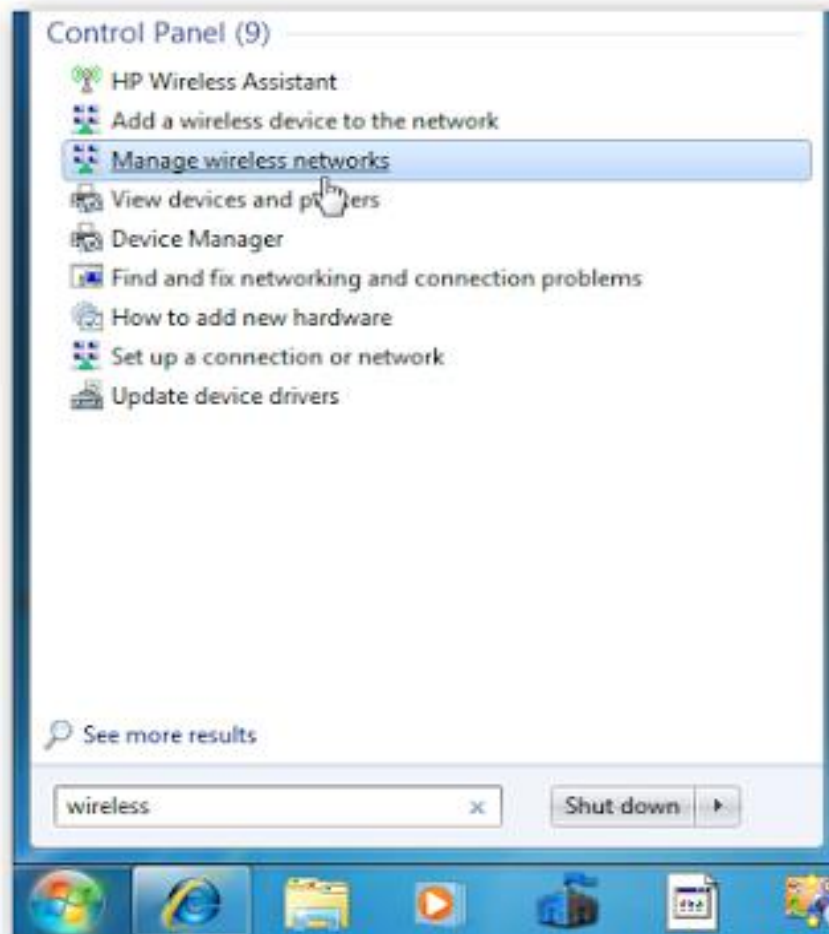 Control Panel (9)
HP Wireless Assistant
Add a wireless device to the network
Manage wireless networks
View devices and printers
Device Manager
Find and fix networking and connection problems
How to add new hardware
Set up a connection or network
Update device drivers
See more results
wireless
Shut down